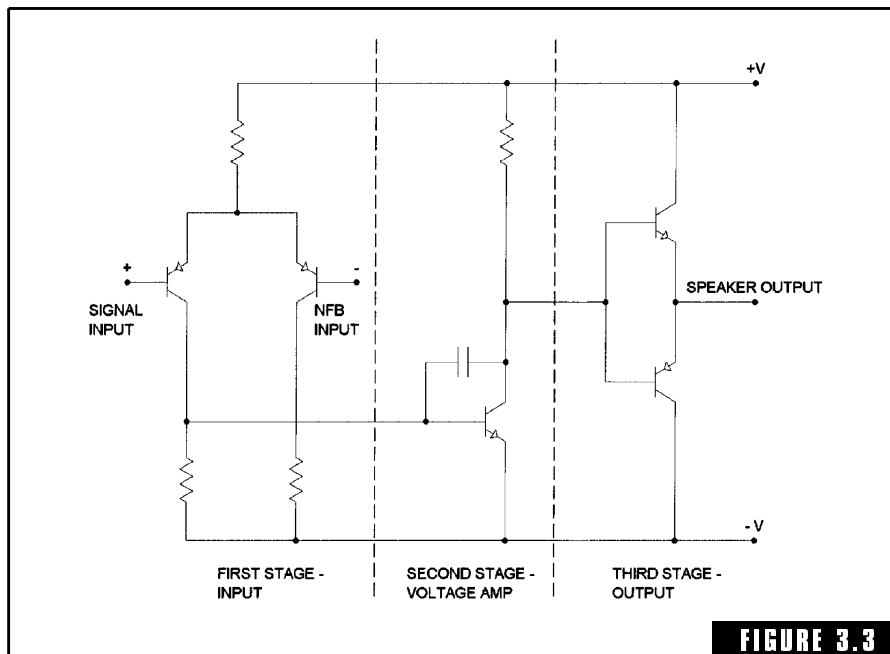 +V
+
-
SIGNAL
INPUT
NFB
INPUT
SPEAKER OUTPUT
- V
FIRST STAGE -
INPUT
SECOND STAGE -
VOLTAGE AMP
THIRD STAGE -
OUTPUT
FIGURE 3.3